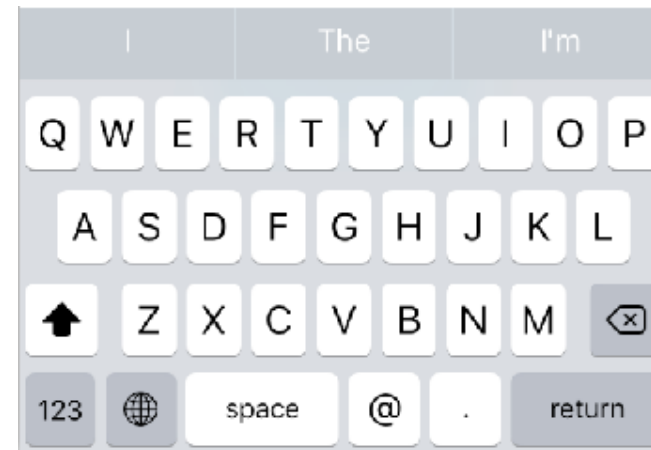 I The I'm
Q W E R T Y U I O P
A S D F G H J K L
Z X C V B N M
123 space @ . return